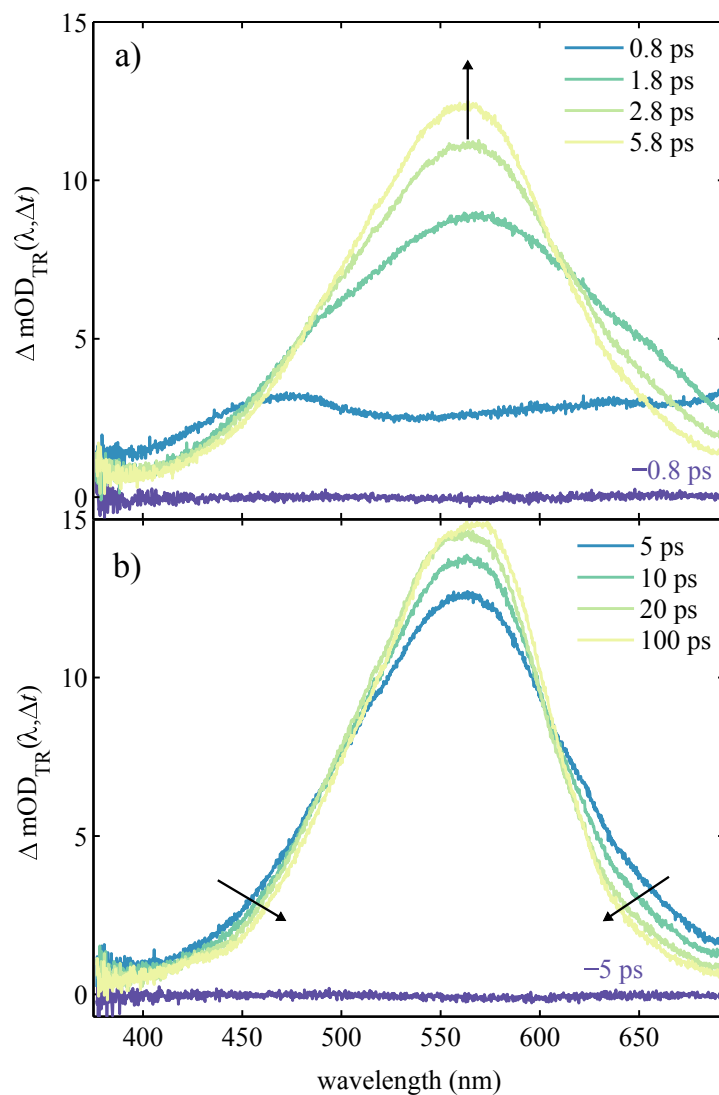 15
a)
0.8 ps
1.8 ps
2.8 ps
5.8 ps
10
5
0
−0.8 ps
Δ mOD_TR(λ,Δt)
15
b)
5 ps
10 ps
20 ps
100 ps
10
5
0
−5 ps
Δ mOD_TR(λ,Δt)
400 450 500 550 600 650
wavelength (nm)